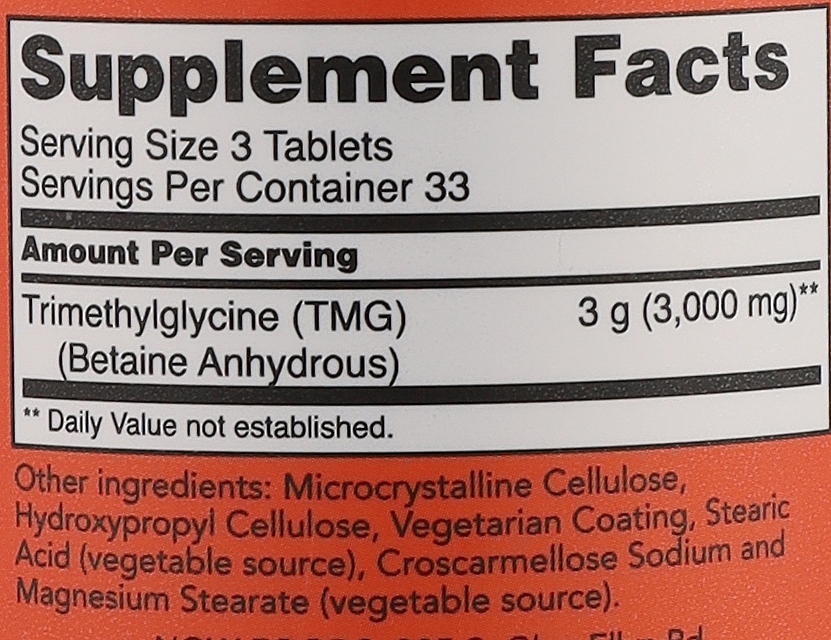 Supplement Facts
Serving Size 3 Tablets
Servings Per Container 33
Amount Per Serving
Trimethylglycine (TMG) 3 g (3,000 mg)**
(Betaine Anhydrous)
** Daily Value not established.
Other ingredients: Microcrystalline Cellulose,
Hydroxypropyl Cellulose, Vegetarian Coating, Stearic
Acid (vegetable source), Croscarmellose Sodium and
Magnesium Stearate (vegetable source).